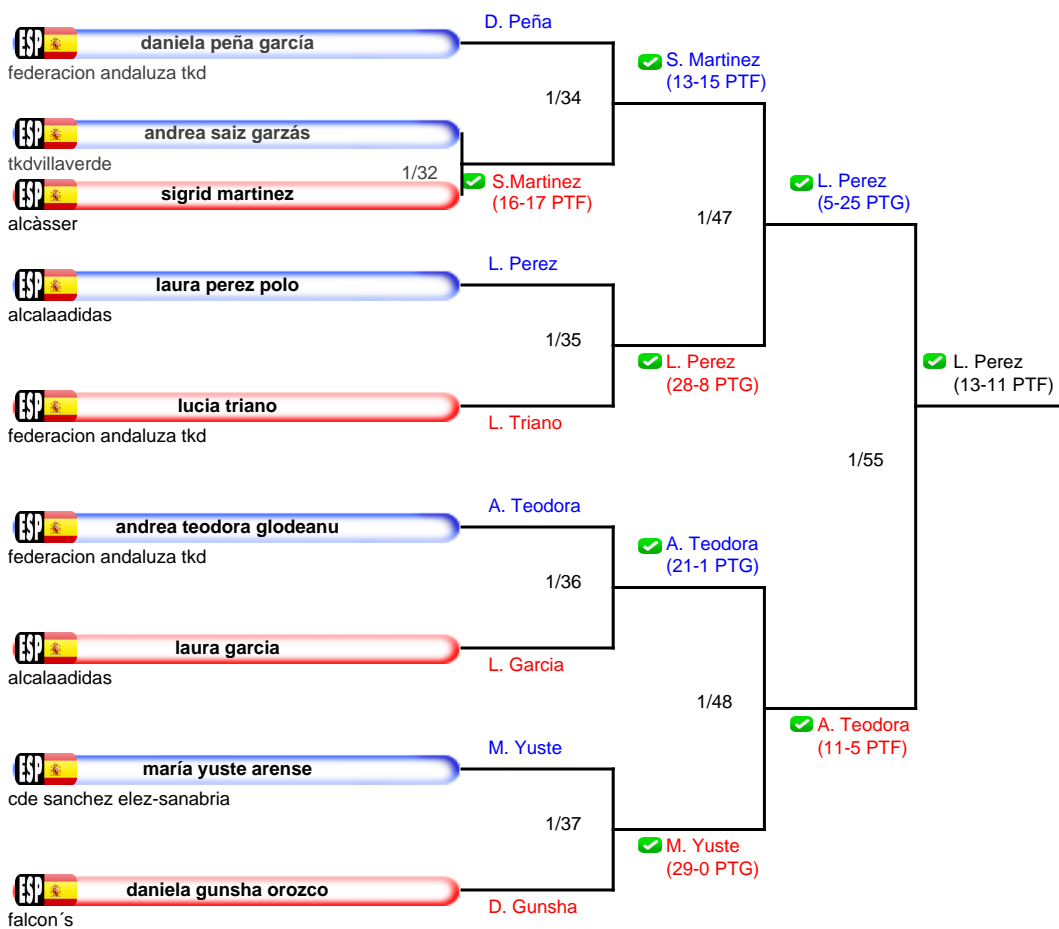 D. Peña
ESP daniela peña garcía
federacion andaluza tkd
S. Martinez
(13-15 PTF)
1/34
ESP andrea saiz garzás
tkdvillaverde
1/32
S.Martinez
(16-17 PTF)
ESP sigrid martinez
alcàsser
L. Perez
(5-25 PTG)
1/47
L. Perez
ESP laura perez polo
alcalaadidas
1/35
L. Perez
(28-8 PTG)
L. Perez
(13-11 PTF)
ESP lucia triano
federacion andaluza tkd
L. Triano
1/55
A. Teodora
ESP andrea teodora glodeanu
federacion andaluza tkd
A. Teodora
(21-1 PTG)
1/36
ESP laura garcia
alcalaadidas
L. Garcia
1/48
A. Teodora
(11-5 PTF)
M. Yuste
ESP maría yuste arense
cde sanchez elez-sanabria
1/37
M. Yuste
(29-0 PTG)
ESP daniela gunsha orozco
falcon´s
D. Gunsha